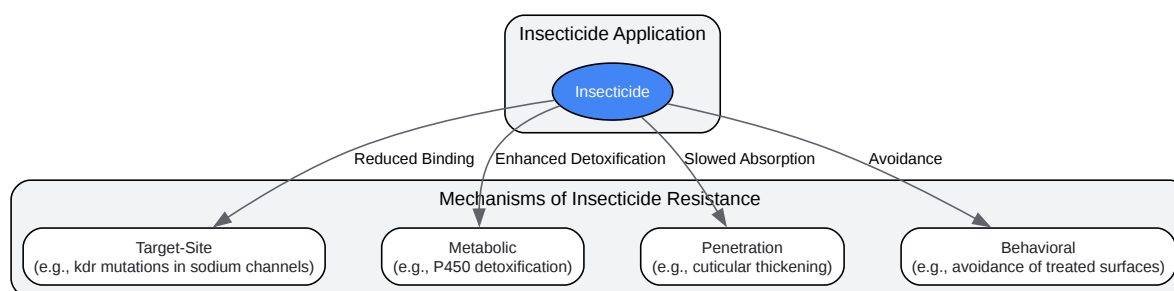 Insecticide Application
Insecticide
Reduced Binding
Enhanced Detoxification
Slowed Absorption
Avoidance
Mechanisms of Insecticide Resistance
Target-Site
(e.g., kdr mutations in sodium channels)
Metabolic
(e.g., P450 detoxification)
Penetration
(e.g., cuticular thickening)
Behavioral
(e.g., avoidance of treated surfaces)